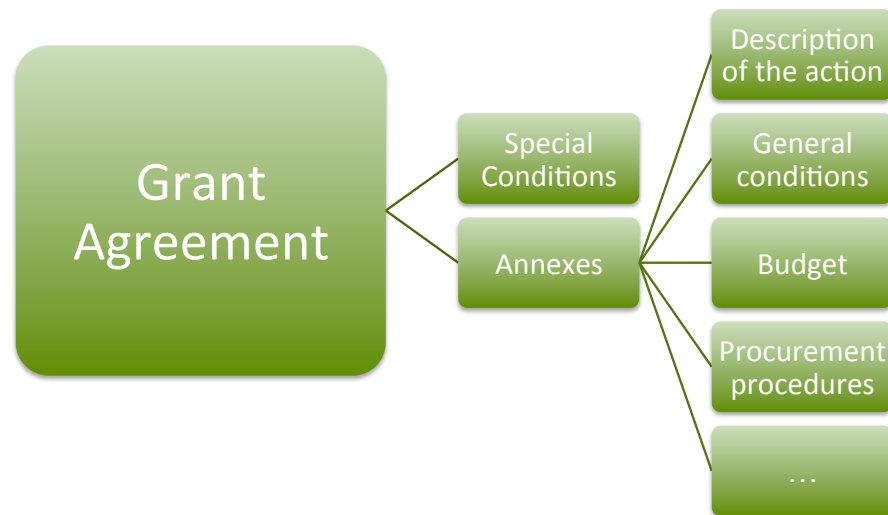 Grant
Agreement
Special
Conditions
Annexes
Description
of the action
General
conditions
Budget
Procurement
procedures
...